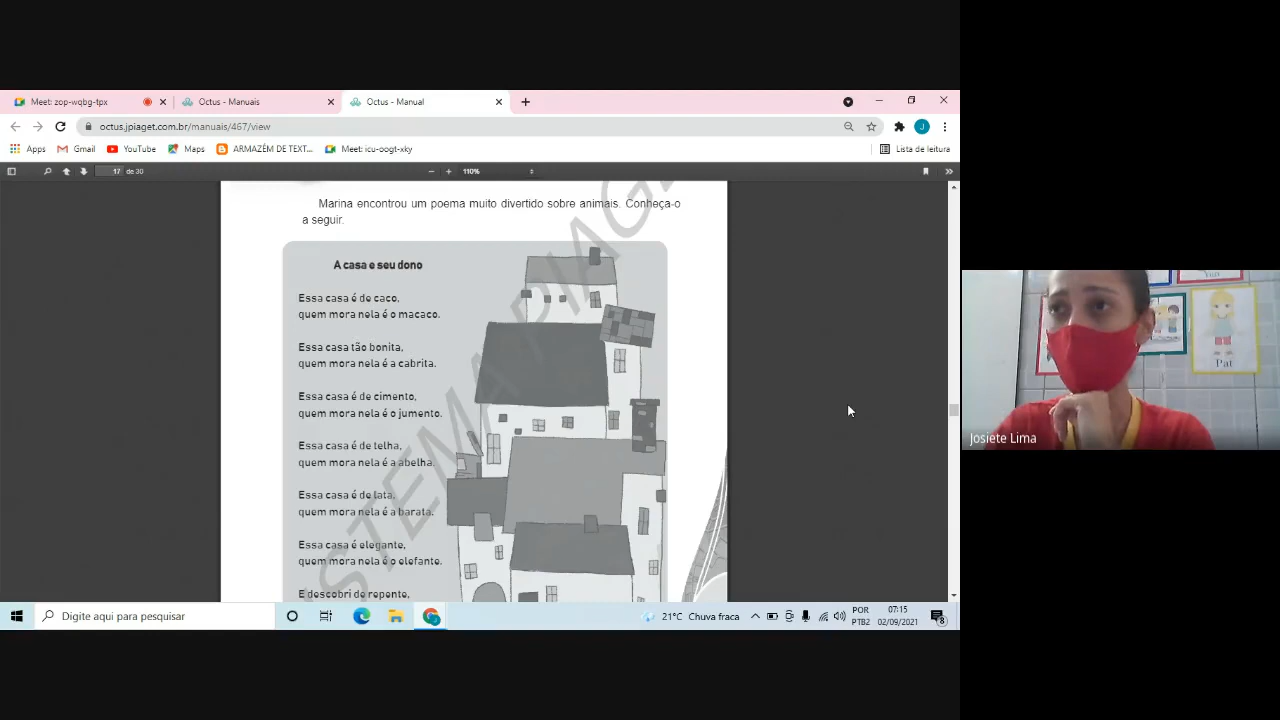 Meet: zop-wqbg-tpx
Octus - Manuais
Octus - Manual
octus.jpiaget.com.br/manuais/467/view
Apps
Gmail
YouTube
Maps
ARMAZÉM DE TEXT...
Meet: icu-oogt-xky
Lista de leitura
17 de 30
110%
Marina encontrou um poema muito divertido sobre animais. Conheça-o
a seguir.
A casa e seu dono
Essa casa é de caco,
quem mora nela é o macaco.
Essa casa tão bonita,
quem mora nela é a cabrita.
Essa casa é de cimento,
quem mora nela é o jumento.
Essa casa é de telha,
quem mora nela é a abelha.
Essa casa é de lata,
quem mora nela é a barata.
Essa casa é elegante,
quem mora nela é o elefante.
E descobri de repente,
STEMA PIAGE
Pat
Josiete Lima
Digite aqui para pesquisar
21°C Chuva fraca
POR
PTB2
07:15
02/09/2021
8
J